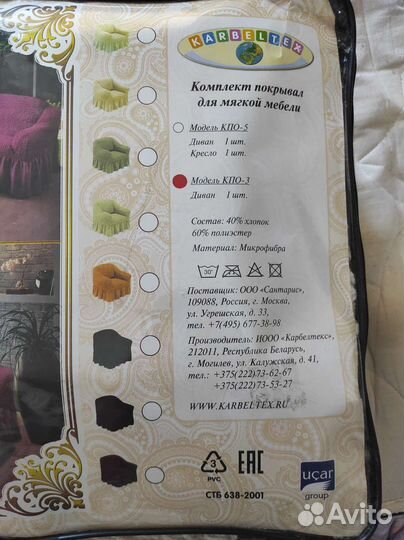 KARBELTEX
Комплект покрывал
для мягкой мебели
Модель КПО-5
Диван 1 шт.
Кресло 1 шт.
Модель КПО-3
Диван 1 шт.
Состав: 40% хлопок
60% полиэстер
Материал: Микрофибра
30°
Поставщик: ООО «Сантарис»,
109088, Россия, г. Москва,
ул. Угрешская, д. 33,
тел. +7(495) 677-38-98
Производитель: ИООО «Карбелтекс»,
212011, Республика Беларусь,
г. Могилев, ул. Калужская, д. 41,
тел.: +375(222)73-62-67
+375(222)73-53-27
WWW.KARBELTEX.RU
3
PVC
EAC
СТБ 638-2001
uçar
group
Avito